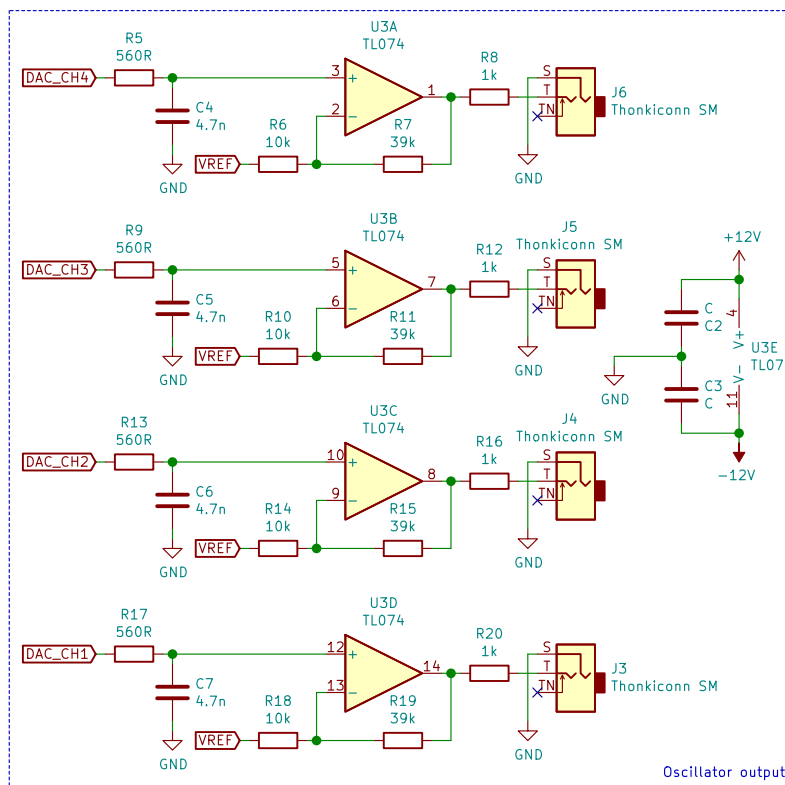 U3A
TL074
R5
560R
DAC_CH4
3
+
2
−
1
R8
1k
S
T
TN
J6
Thonkiconn SM
C4
4.7n
GND
VREF
R6
10k
R7
39k
GND
U3B
TL074
R9
560R
DAC_CH3
5
+
6
−
7
R12
1k
J5
Thonkiconn SM
S
T
TN
C5
4.7n
GND
VREF
R10
10k
R11
39k
GND
+12V
C
C2
4
V+
U3E
TL07
GND
C3
C
V-
11
-12V
U3C
TL074
R13
560R
DAC_CH2
10
+
9
−
8
R16
1k
J4
Thonkiconn SM
S
T
TN
C6
4.7n
GND
VREF
R14
10k
R15
39k
GND
U3D
TL074
R17
560R
DAC_CH1
12
+
13
−
14
R20
1k
S
T
TN
J3
Thonkiconn SM
C7
4.7n
GND
VREF
R18
10k
R19
39k
GND
Oscillator output